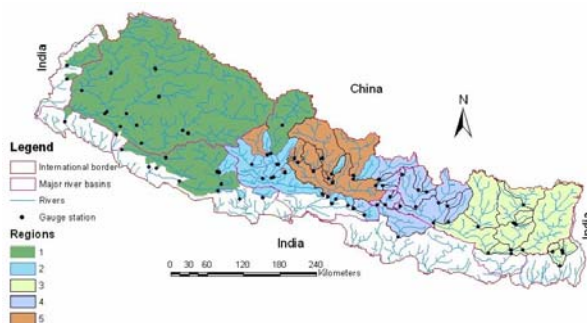 India
China
N
Legend
International border
Major river basins
Rivers
Gauge station
Regions
1
2
3
4
5
India
India
0 30 60 120 180 240
Kilometers